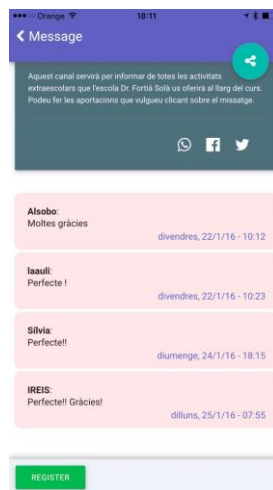 Orange 18:11
Message
Aquest canal servirà per informar de totes les activitats
extraescolars que l'escola Dr. Fortià Solà us oferirà al llarg del curs.
Podeu fer les aportacions que vulgueu clicant sobre el missatge.
Alsobo:
Moltes gràcies
divendres, 22/1/16 - 10:12
laauli:
Perfecte !
divendres, 22/1/16 - 10:23
Sílvia:
Perfecte!!
diumenge, 24/1/16 - 18:15
IREIS:
Perfecte!! Gràcies!
dilluns, 25/1/16 - 07:55
REGISTER